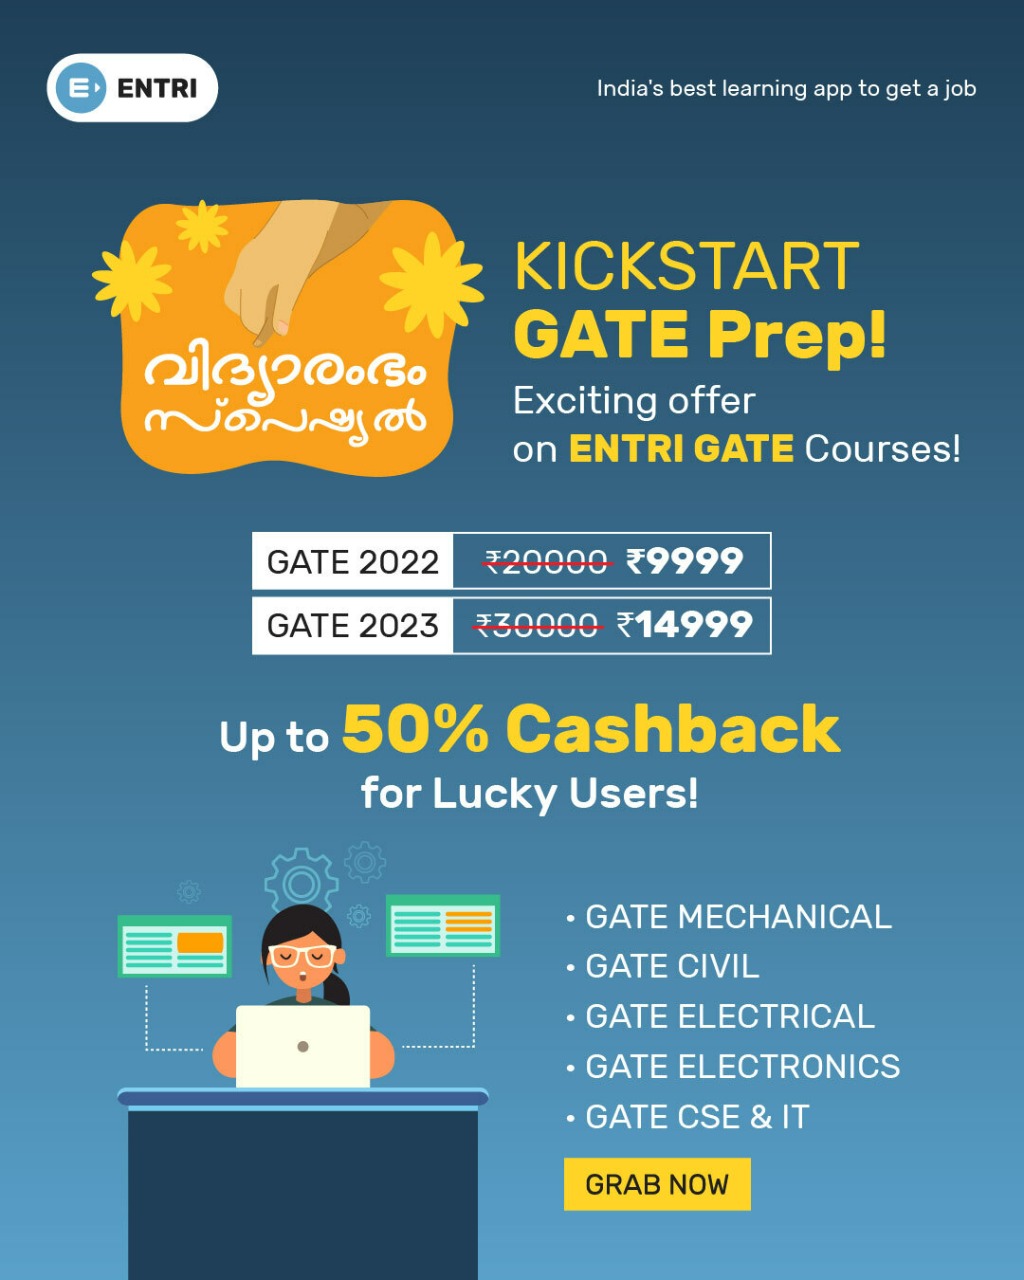 ENTRI
India's best learning app to get a job
വിദ്യാരംഭം
സ്പെഷ്യൽ
KICKSTART
GATE Prep!
Exciting offer
on ENTRI GATE Courses!
GATE 2022 ₹20000 ₹9999
GATE 2023 ₹30000 ₹14999
Up to 50% Cashback
for Lucky Users!
• GATE MECHANICAL
• GATE CIVIL
• GATE ELECTRICAL
• GATE ELECTRONICS
• GATE CSE & IT
GRAB NOW